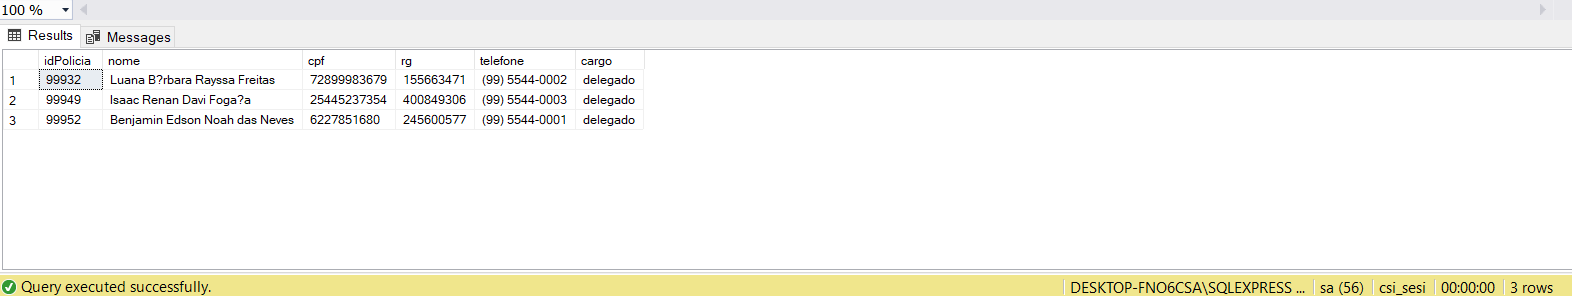 100 %
Results Messages
idPolicia nome cpf rg telefone cargo
1 99932 Luana B?rbara Rayssa Freitas 72899983679 155663471 (99) 5544-0002 delegado
2 99949 Isaac Renan Davi Foga?a 25445237354 400849306 (99) 5544-0003 delegado
3 99952 Benjamin Edson Noah das Neves 6227851680 245600577 (99) 5544-0001 delegado
Query executed successfully. DESKTOP-FNO6CSA\SQLEXPRESS ... sa (56) csi_sesi 00:00:00 3 rows